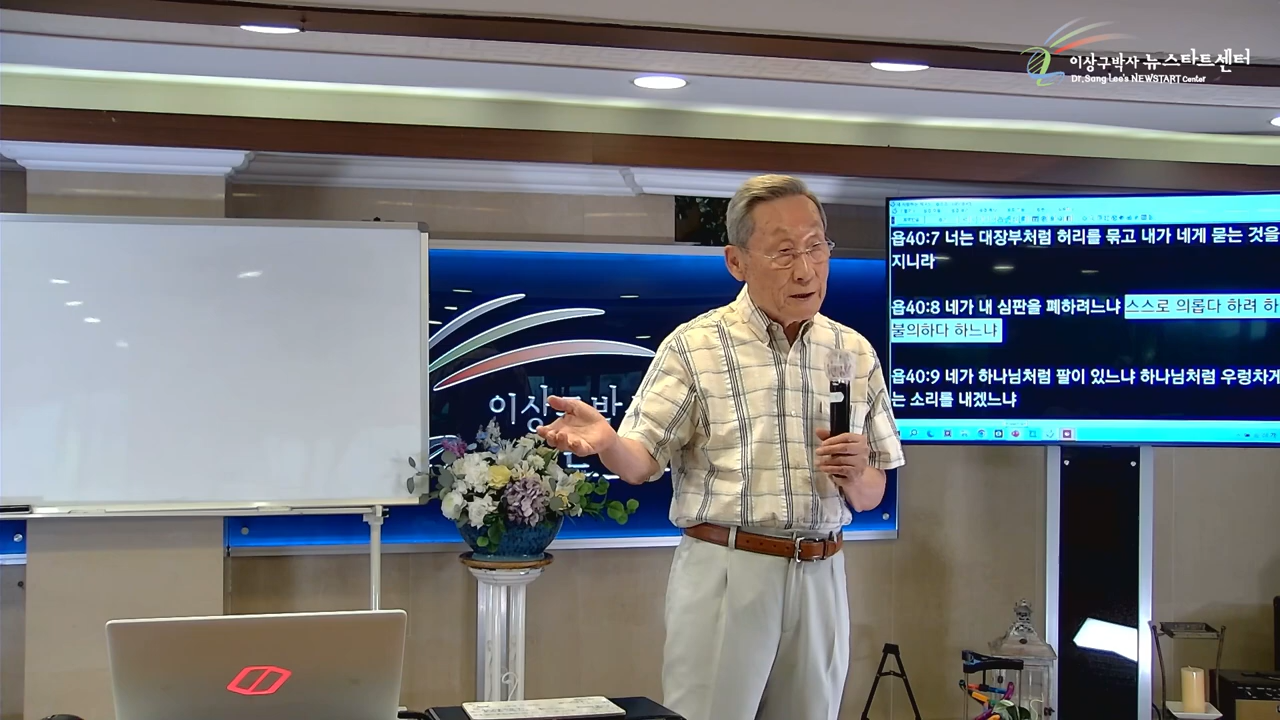 이상구박사 뉴스타트센터
Dr. Sang Lee's NEWSTART Center
욥40:7 너는 대장부처럼 허리를 묶고 내가 네게 묻는 것을
지니라
욥40:8 네가 내 심판을 폐하려느냐 스스로 의롭다 하려 하
불의하다 하느냐
욥40:9 네가 하나님처럼 팔이 있느냐 하나님처럼 우렁차게
는 소리를 내겠느냐
이상구박